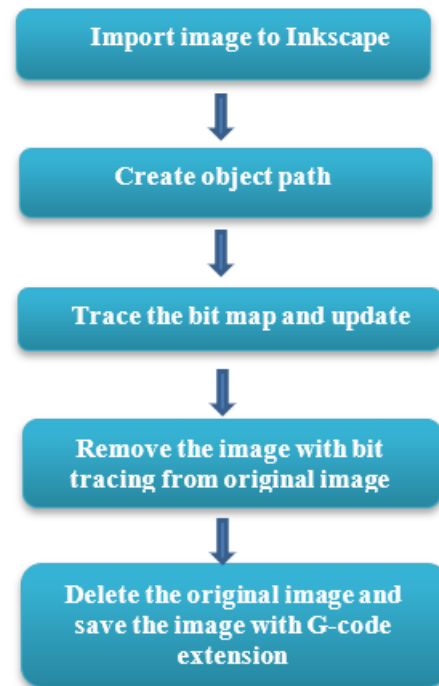 Import image to Inkscape
Create object path
Trace the bit map and update
Remove the image with bit
tracing from original image
Delete the original image and
save the image with G-code
extension